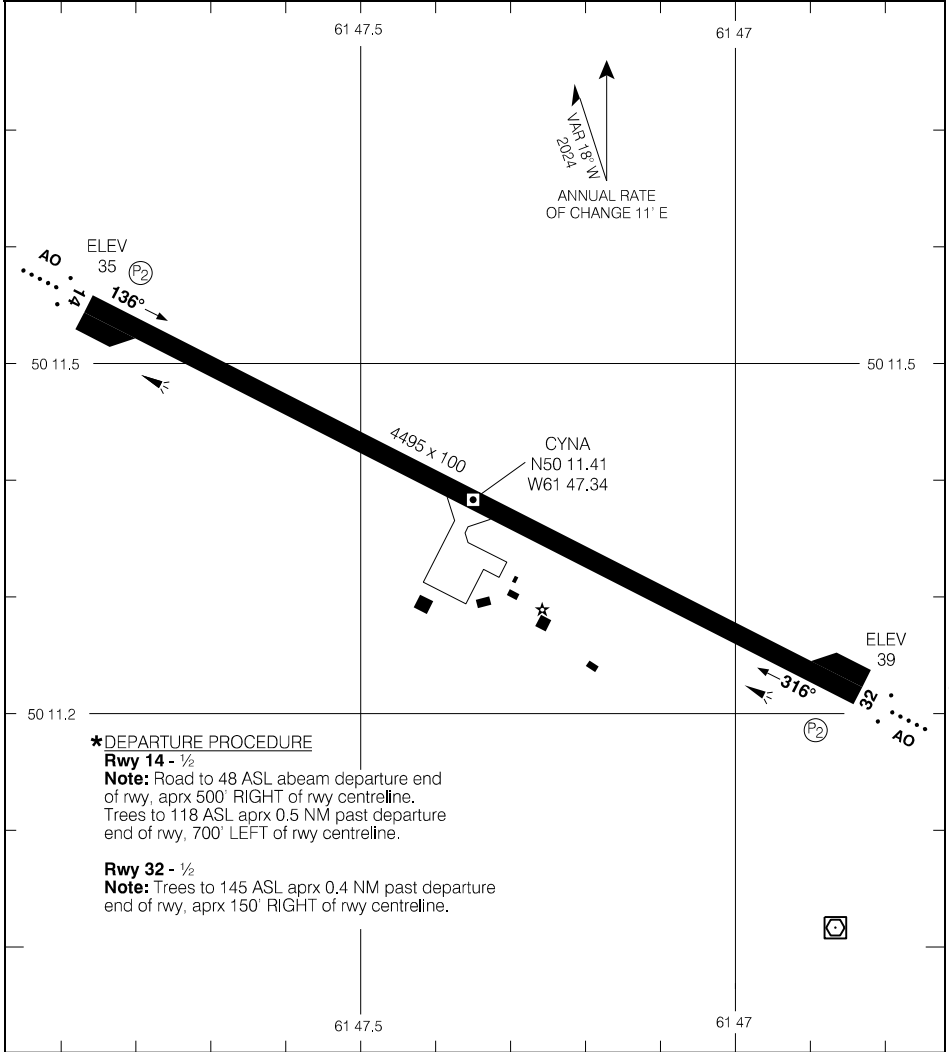 61 47.5
61 47
VAR 18° W
2024
ANNUAL RATE
OF CHANGE 11' E
AO
ELEV
35
P2
14
136°
50 11.5
50 11.5
4495 x 100
CYNA
N50 11.41
W61 47.34
ELEV
39
316°
32
50 11.2
P2
AO
*DEPARTURE PROCEDURE
Rwy 14 - ½
Note: Road to 48 ASL abeam departure end
of rwy, aprx 500' RIGHT of rwy centreline.
Trees to 118 ASL aprx 0.5 NM past departure
end of rwy, 700' LEFT of rwy centreline.
Rwy 32 - ½
Note: Trees to 145 ASL aprx 0.4 NM past departure
end of rwy, aprx 150' RIGHT of rwy centreline.
61 47.5
61 47